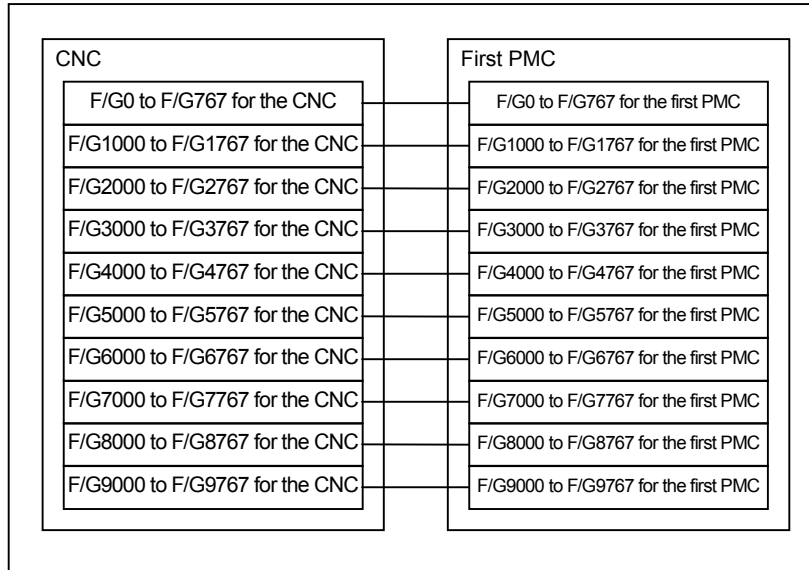 CNC
F/G0 to F/G767 for the CNC
F/G1000 to F/G1767 for the CNC
F/G2000 to F/G2767 for the CNC
F/G3000 to F/G3767 for the CNC
F/G4000 to F/G4767 for the CNC
F/G5000 to F/G5767 for the CNC
F/G6000 to F/G6767 for the CNC
F/G7000 to F/G7767 for the CNC
F/G8000 to F/G8767 for the CNC
F/G9000 to F/G9767 for the CNC
First PMC
F/G0 to F/G767 for the first PMC
F/G1000 to F/G1767 for the first PMC
F/G2000 to F/G2767 for the first PMC
F/G3000 to F/G3767 for the first PMC
F/G4000 to F/G4767 for the first PMC
F/G5000 to F/G5767 for the first PMC
F/G6000 to F/G6767 for the first PMC
F/G7000 to F/G7767 for the first PMC
F/G8000 to F/G8767 for the first PMC
F/G9000 to F/G9767 for the first PMC